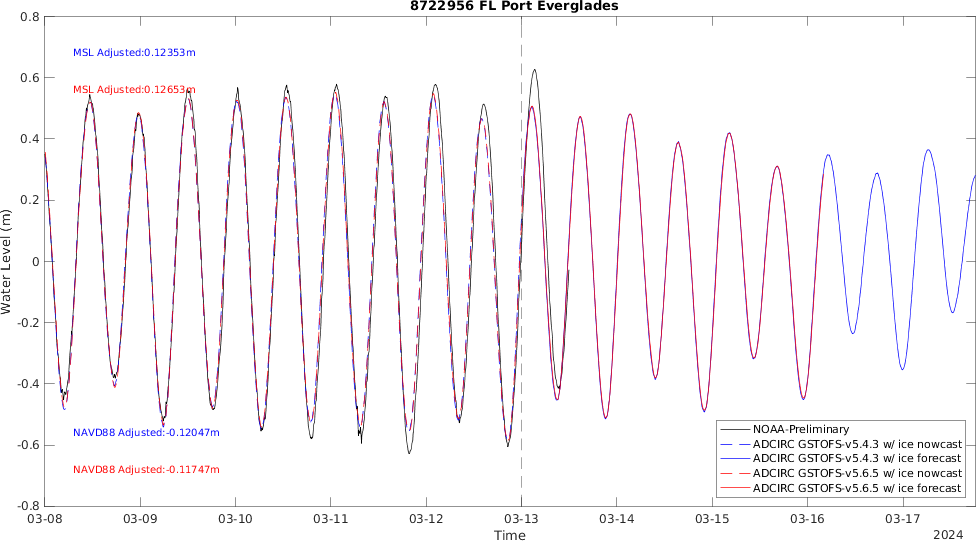 8722956 FL Port Everglades
0.8
0.6
0.4
0.2
0
-0.2
-0.4
-0.6
-0.8
Water Level (m)
MSL Adjusted:0.12353m
MSL Adjusted:0.12653m
NAVD88 Adjusted:-0.12047m
NAVD88 Adjusted:-0.11747m
NOAA-Preliminary
ADCIRC GSTOFS-v5.4.3 w/ ice nowcast
ADCIRC GSTOFS-v5.4.3 w/ ice forecast
ADCIRC GSTOFS-v5.6.5 w/ ice nowcast
ADCIRC GSTOFS-v5.6.5 w/ ice forecast
03-08 03-09 03-10 03-11 03-12 03-13 03-14 03-15 03-16 03-17
Time
2024